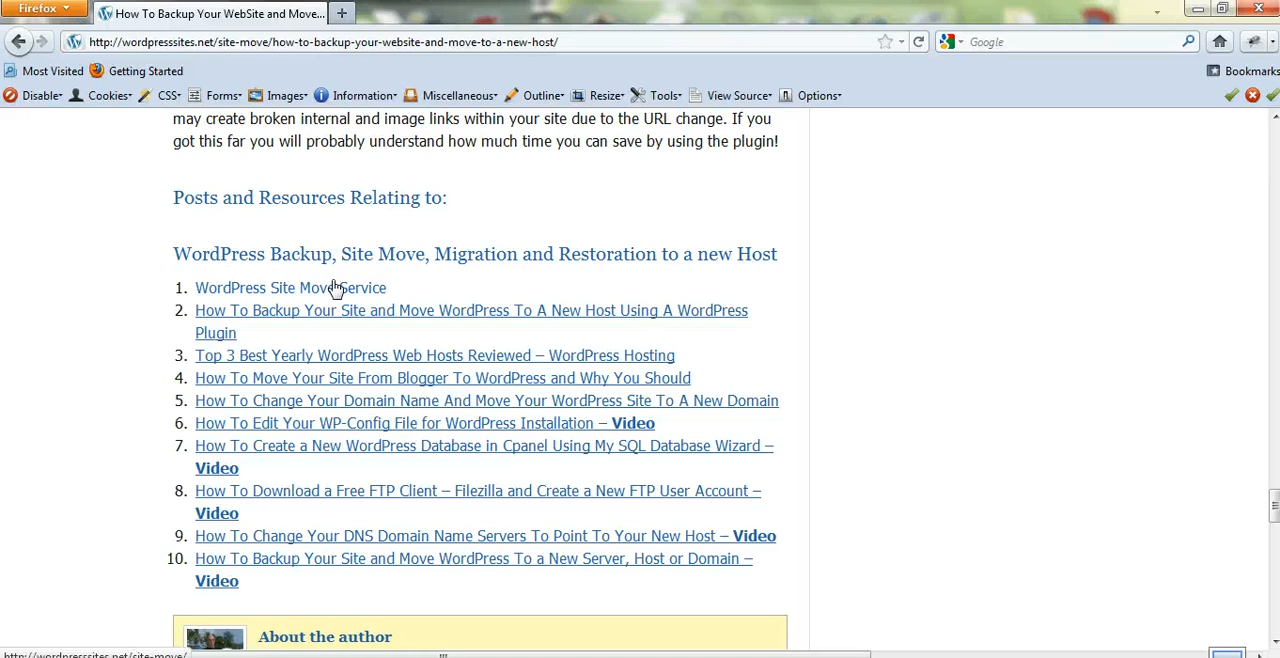 Firefox
How To Backup Your WebSite and Move...
http://wordpresssites.net/site-move/how-to-backup-your-website-and-move-to-a-new-host/
Google
Most Visited Getting Started
Bookmarks
Disable Cookies CSS Forms Images Information Miscellaneous Outline Resize Tools View Source Options
may create broken internal and image links within your site due to the URL change. If you
got this far you will probably understand how much time you can save by using the plugin!
Posts and Resources Relating to:
WordPress Backup, Site Move, Migration and Restoration to a new Host
1. WordPress Site Move Service
2. How To Backup Your Site and Move WordPress To A New Host Using A WordPress
Plugin
3. Top 3 Best Yearly WordPress Web Hosts Reviewed – WordPress Hosting
4. How To Move Your Site From Blogger To WordPress and Why You Should
5. How To Change Your Domain Name And Move Your WordPress Site To A New Domain
6. How To Edit Your WP-Config File for WordPress Installation – Video
7. How To Create a New WordPress Database in Cpanel Using My SQL Database Wizard –
Video
8. How To Download a Free FTP Client – Filezilla and Create a New FTP User Account –
Video
9. How To Change Your DNS Domain Name Servers To Point To Your New Host – Video
10. How To Backup Your Site and Move WordPress To a New Server, Host or Domain –
Video
About the author
http://wordpresssites.net/site-move/